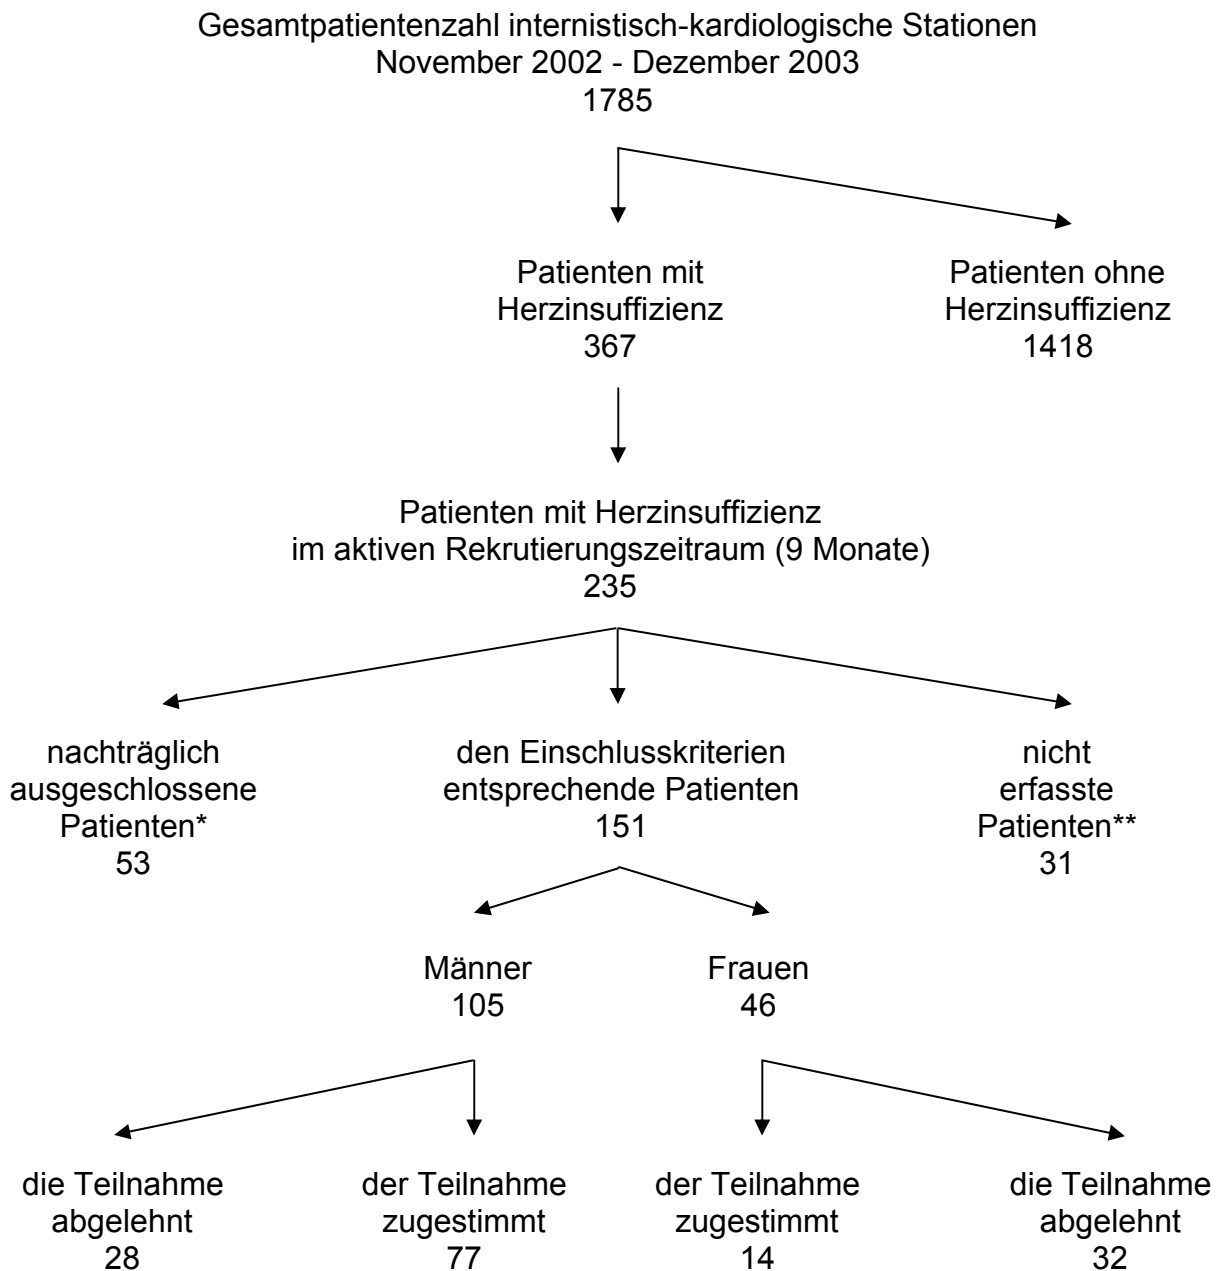 Gesamtpatientenzahl internistisch-kardiologische Stationen
November 2002 - Dezember 2003
1785
Patienten mit
Herzinsuffizienz
367
Patienten ohne
Herzinsuffizienz
1418
Patienten mit Herzinsuffizienz
im aktiven Rekrutierungszeitraum (9 Monate)
235
nachträglich
ausgeschlossene
Patienten*
53
den Einschlusskriterien
entsprechende Patienten
151
nicht
erfasste
Patienten**
31
Männer
105
Frauen
46
die Teilnahme
abgelehnt
28
der Teilnahme
zugestimmt
77
der Teilnahme
zugestimmt
14
die Teilnahme
abgelehnt
32